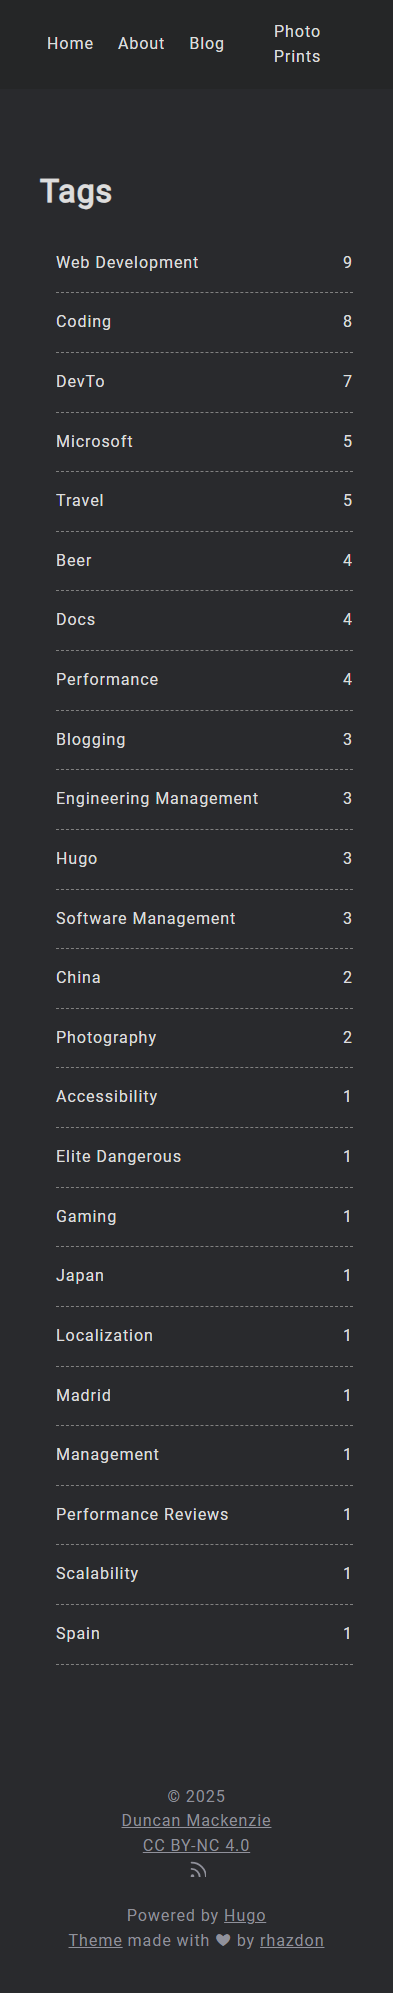 Home About Blog Photo Prints
Tags
Web Development 9
Coding 8
DevTo 7
Microsoft 5
Travel 5
Beer 4
Docs 4
Performance 4
Blogging 3
Engineering Management 3
Hugo 3
Software Management 3
China 2
Photography 2
Accessibility 1
Elite Dangerous 1
Gaming 1
Japan 1
Localization 1
Madrid 1
Management 1
Performance Reviews 1
Scalability 1
Spain 1
© 2025
Duncan Mackenzie
CC BY-NC 4.0
Powered by Hugo
Theme made with ♥ by rhazdon